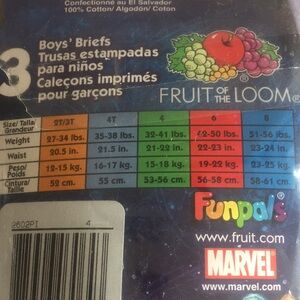 Confectionné au El Salvador
100% Cotton/ Algodón/ Coton
3
Boys' Briefs
Trusas estampadas
para niños
Caleçons imprimés
pour garçons
FRUIT OF THE LOOM®
Size/ Talla/ Grandeur 2T/3T 4T 4 6 8
Weight 27-34 lbs. 35-38 lbs. 32-41 lbs. 42-50 lbs. 51-56 lbs.
Waist 20.5 in. 21.5 in. 21-22 in. 22-23 in. 23-24 in.
Peso/ Poids 12-15 kg. 16-17 kg. 15-18 kg. 19-22 kg. 23-25 kg.
Cintura/ Taille 52 cm. 55 cm. 53-56 cm. 56-58 cm. 58-61 cm.
2602PI 4
Funpals
www.fruit.com
MARVEL